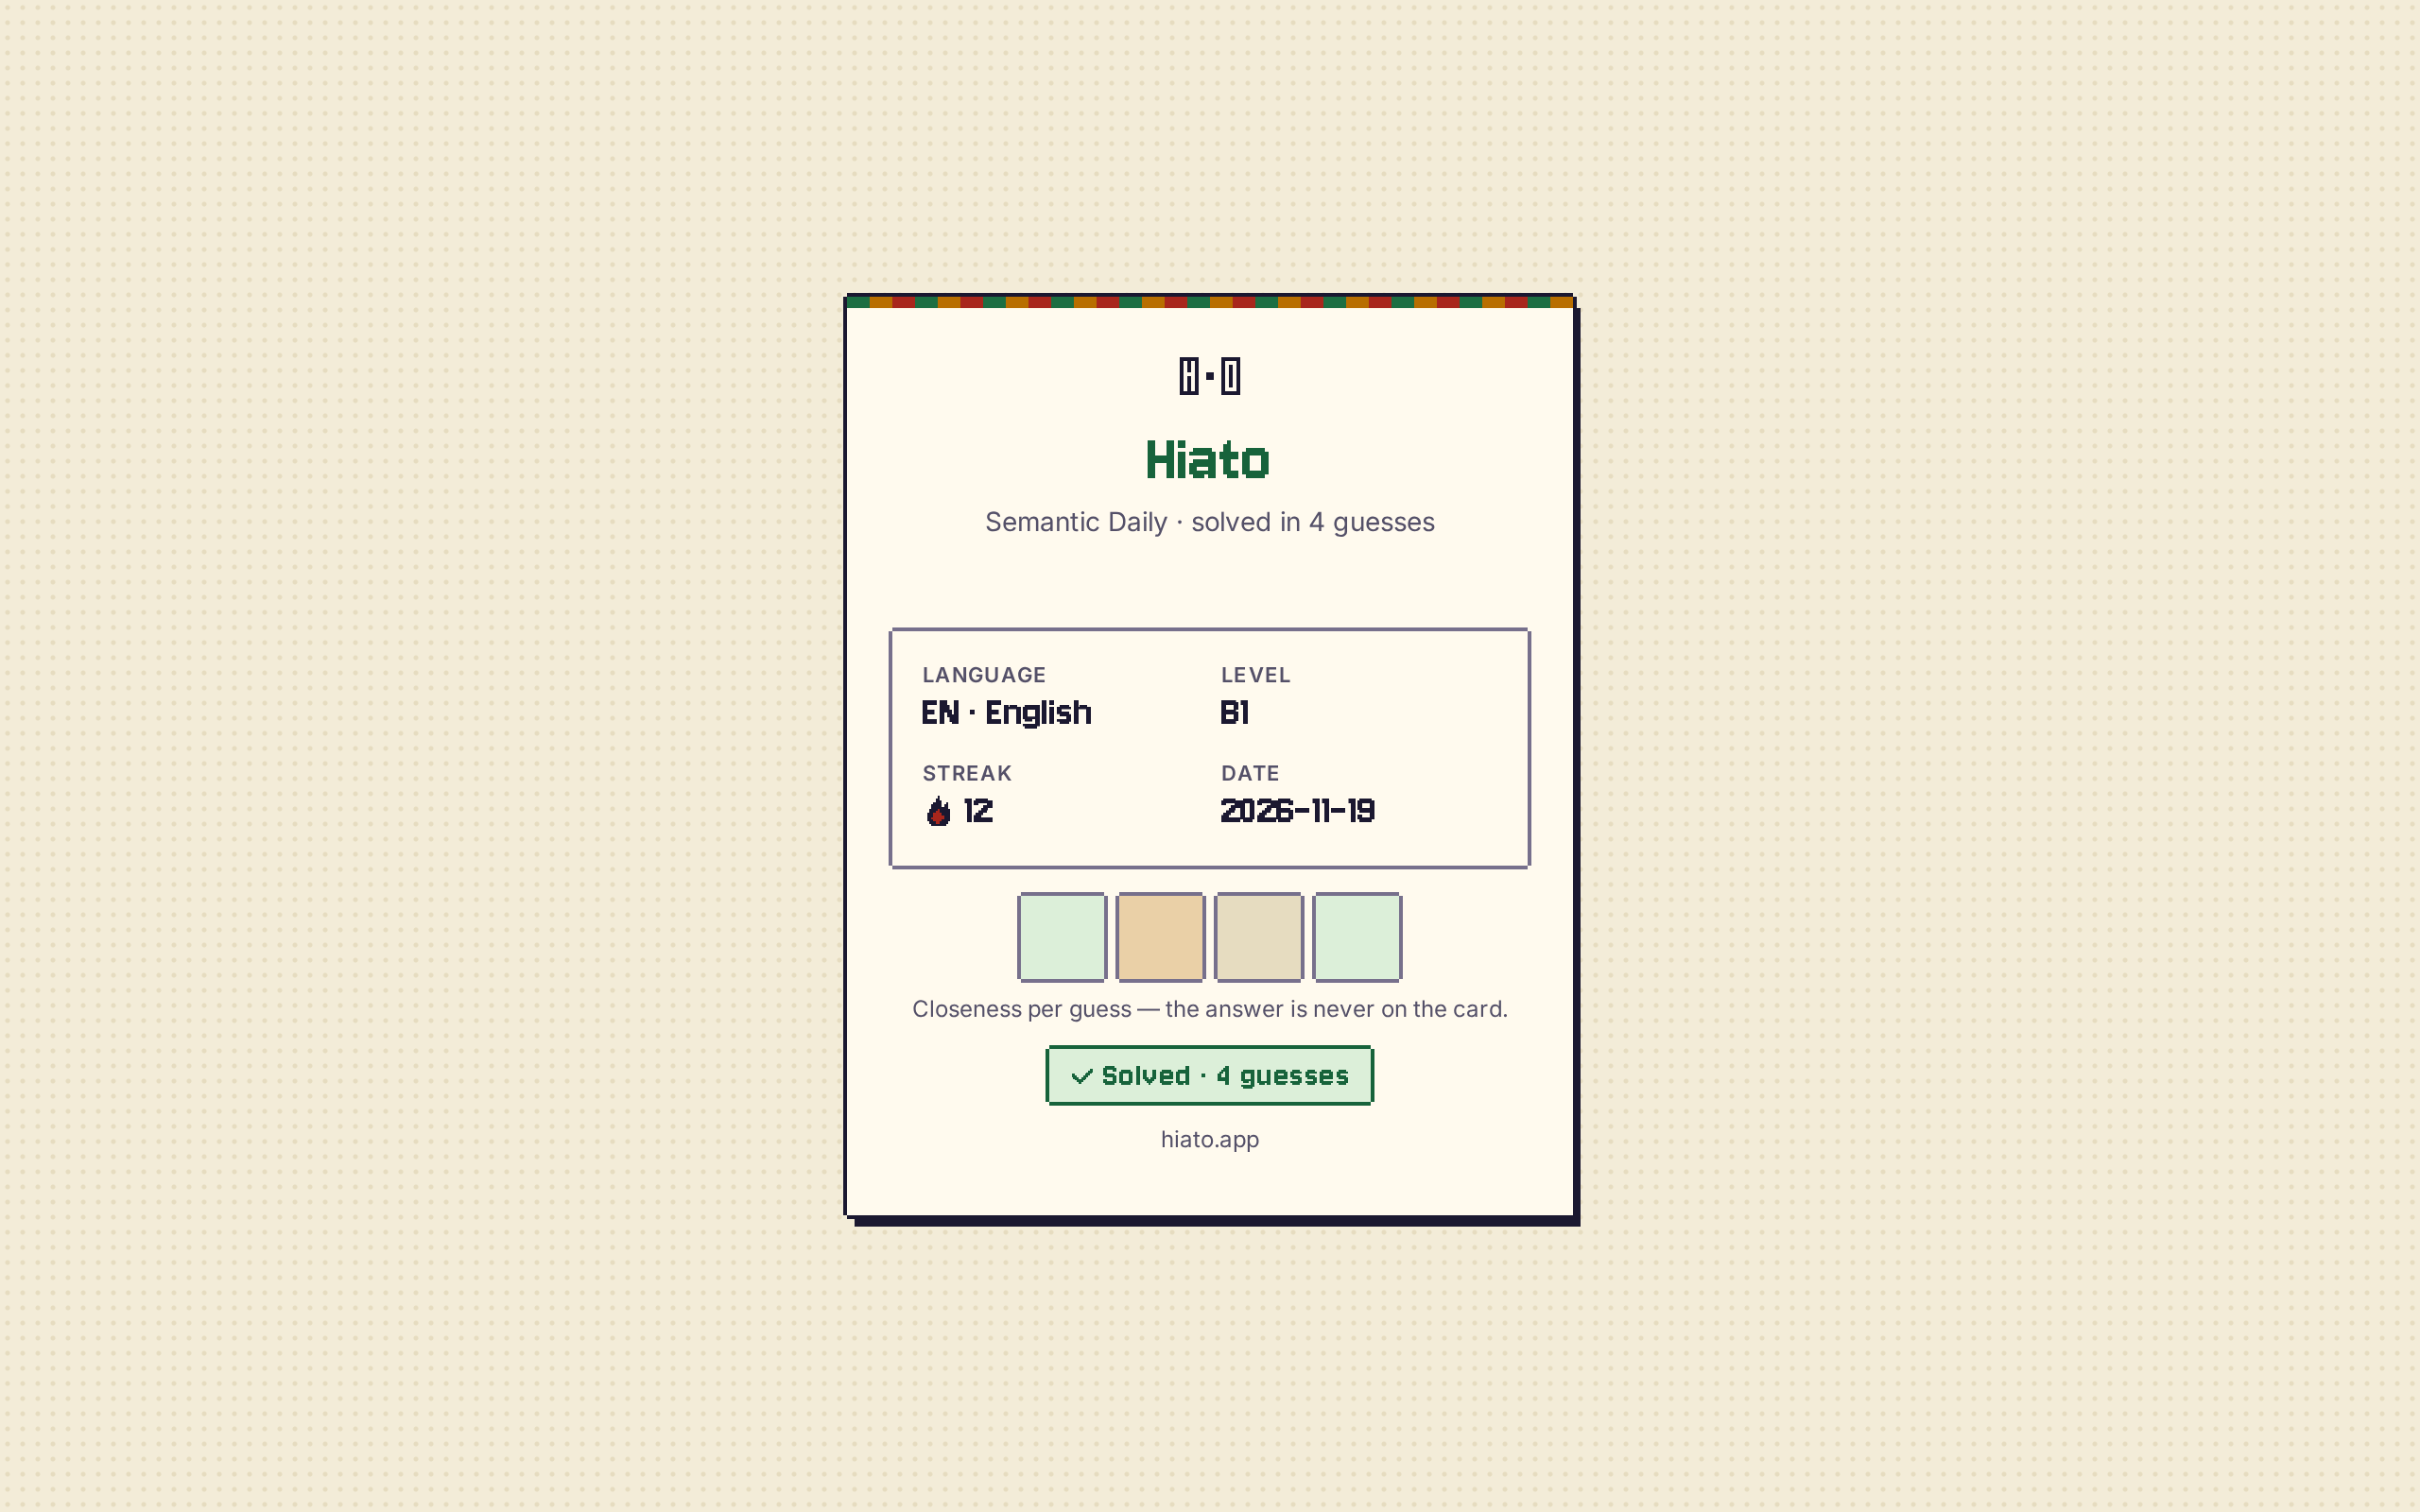 H·O
Hiato
Semantic Daily · solved in 4 guesses
LANGUAGE
EN · English
LEVEL
B1
STREAK
12
DATE
2026-11-19
Closeness per guess — the answer is never on the card.
✓ Solved · 4 guesses
hiato.app